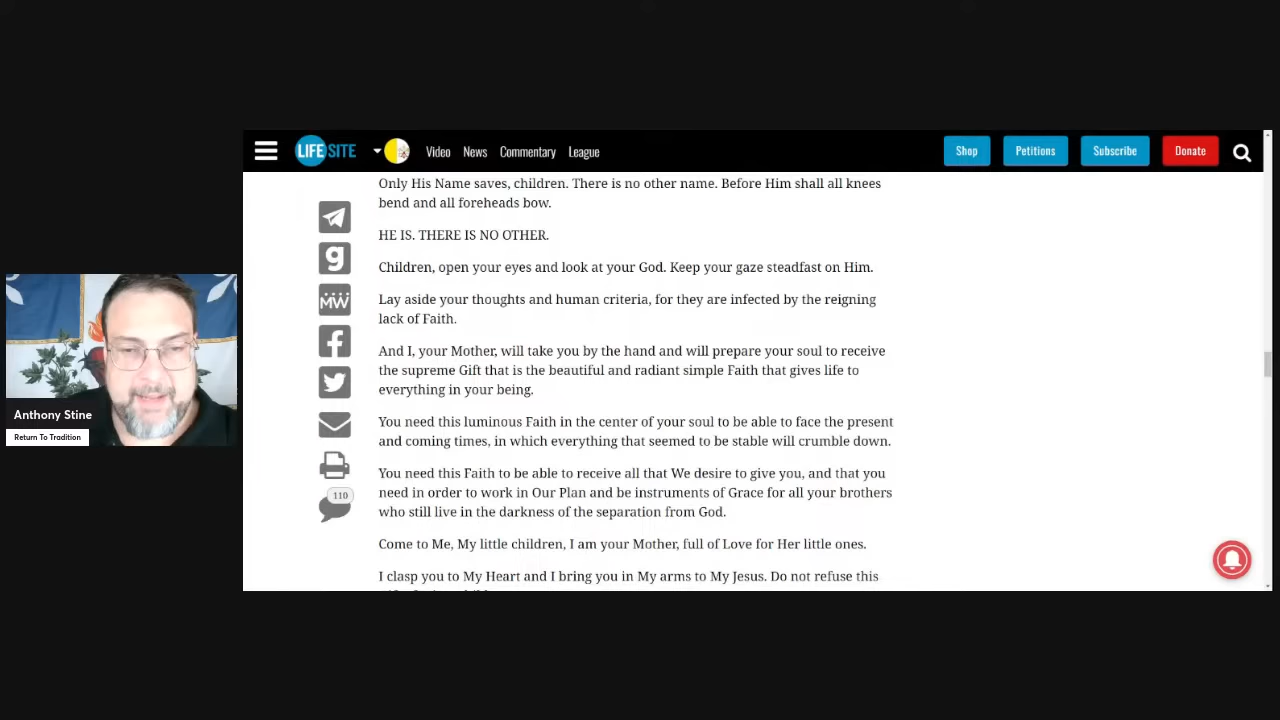 LIFE SITE
Video News Commentary League
Shop Petitions Subscribe Donate
Only His Name saves, children. There is no other name. Before Him shall all knees
bend and all foreheads bow.
HE IS. THERE IS NO OTHER.
Children, open your eyes and look at your God. Keep your gaze steadfast on Him.
Lay aside your thoughts and human criteria, for they are infected by the reigning
lack of Faith.
And I, your Mother, will take you by the hand and will prepare your soul to receive
the supreme Gift that is the beautiful and radiant simple Faith that gives life to
everything in your being.
You need this luminous Faith in the center of your soul to be able to face the present
and coming times, in which everything that seemed to be stable will crumble down.
You need this Faith to be able to receive all that We desire to give you, and that you
need in order to work in Our Plan and be instruments of Grace for all your brothers
who still live in the darkness of the separation from God.
Come to Me, My little children, I am your Mother, full of Love for Her little ones.
I clasp you to My Heart and I bring you in My arms to My Jesus. Do not refuse this
g
MW
110
Anthony Stine
Return To Tradition